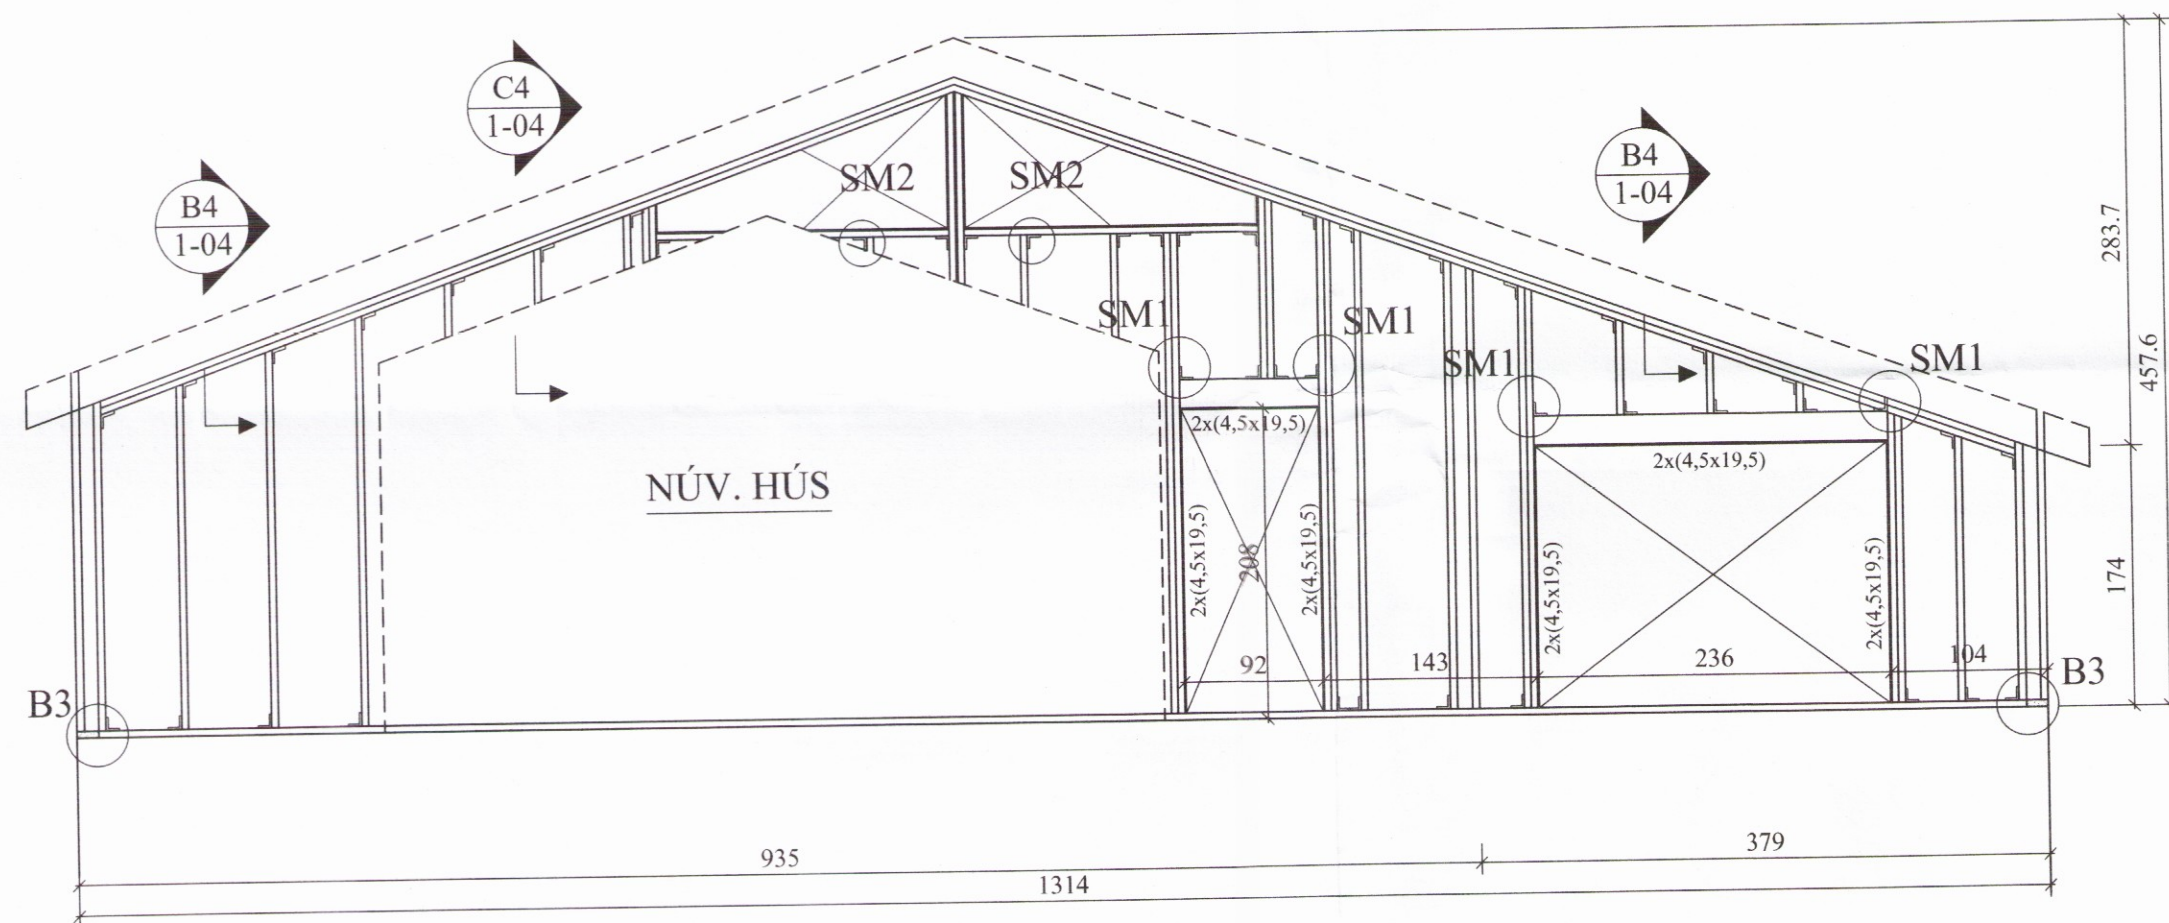 C4
1-04
B4
1-04
B4
1-04
SM2
SM2
SM1
SM1
SM1
SM1
283.7
457.6
174
NÚV. HÚS
2x(4,5x19,5)
2x(4,5x19,5)
2x(4,5x19,5)
2x(4,5x19,5)
2x(4,5x19,5)
2x(4,5x19,5)
208
92
143
236
104
B3
B3
935
379
1314